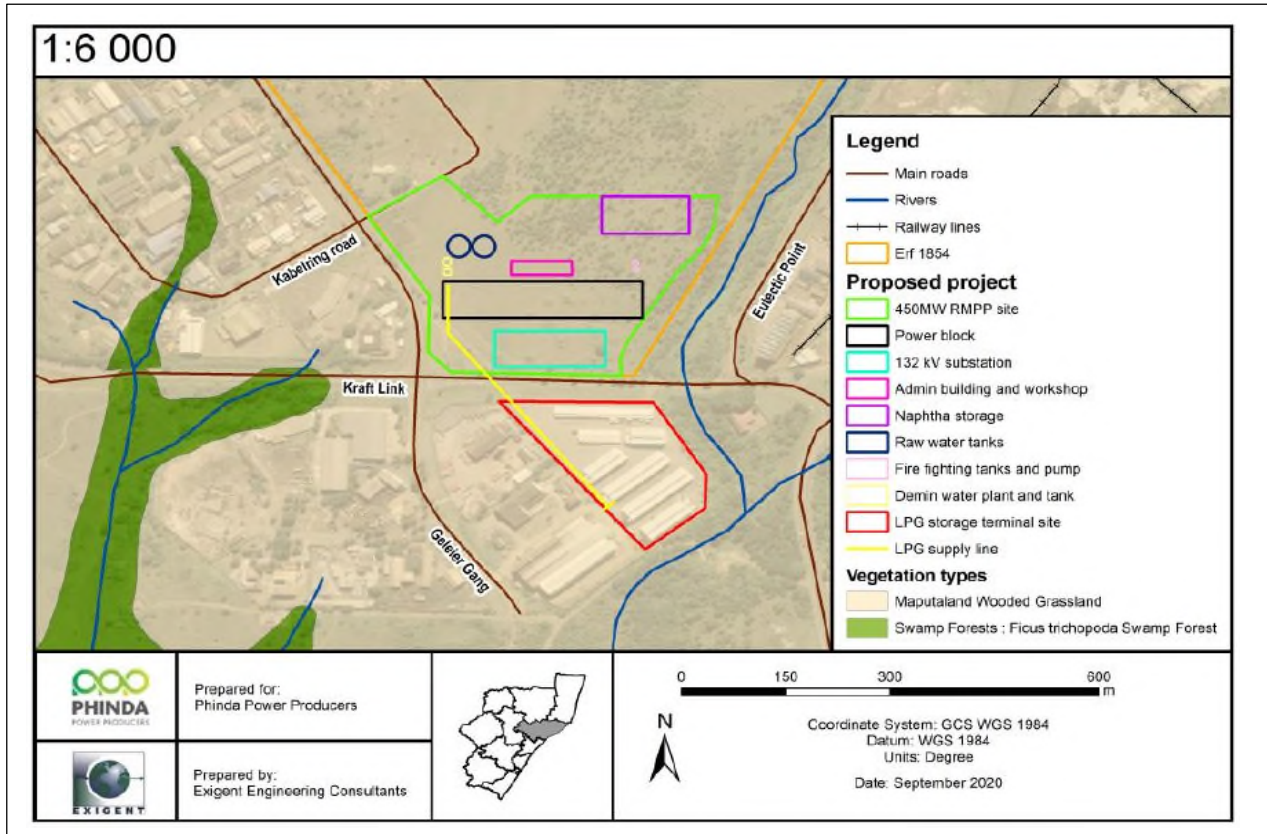 1:6 000
Kabelring road
Kraft Link
Geleier Gang
Eulectic Point
Legend
Main roads
Rivers
Railway lines
Erf 1854
Proposed project
450MW RMPP site
Power block
132 kV substation
Admin building and workshop
Naphtha storage
Raw water tanks
Fire fighting tanks and pump
Demin water plant and tank
LPG storage terminal site
LPG supply line
Vegetation types
Maputaland Wooded Grassland
Swamp Forests : Ficus trichopoda Swamp Forest
PHINDA
POWER PRODUCERS
Prepared for:
Phinda Power Producers
EXIGENT
Prepared by:
Exigent Engineering Consultants
0 150 300 600
m
N
Coordinate System: GCS WGS 1984
Datum: WGS 1984
Units: Degree
Date: September 2020